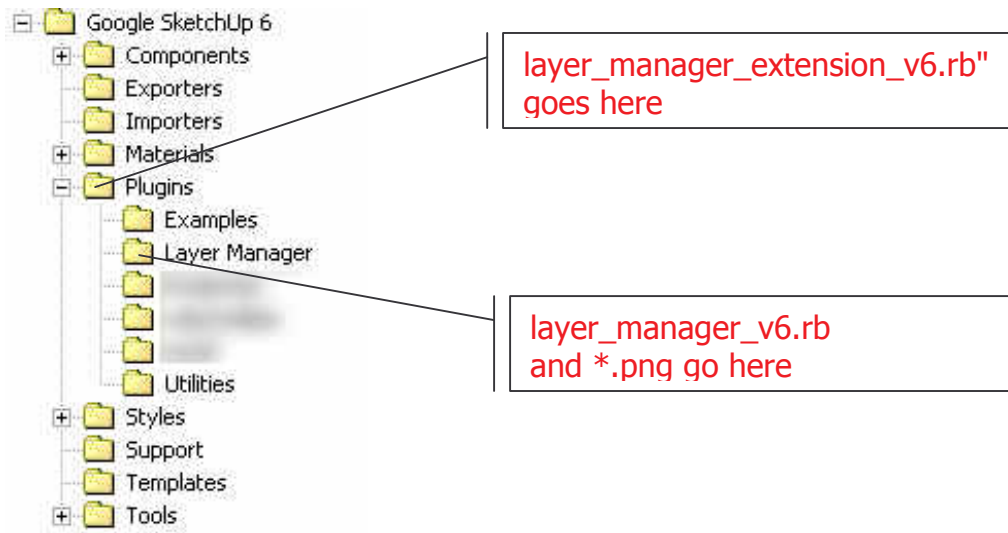 Google SketchUp 6
Components
Exporters
Importers
Materials
Plugins
Examples
Layer Manager
Utilities
Styles
Support
Templates
Tools
layer_manager_extension_v6.rb"
goes here
layer_manager_v6.rb
and *.png go here